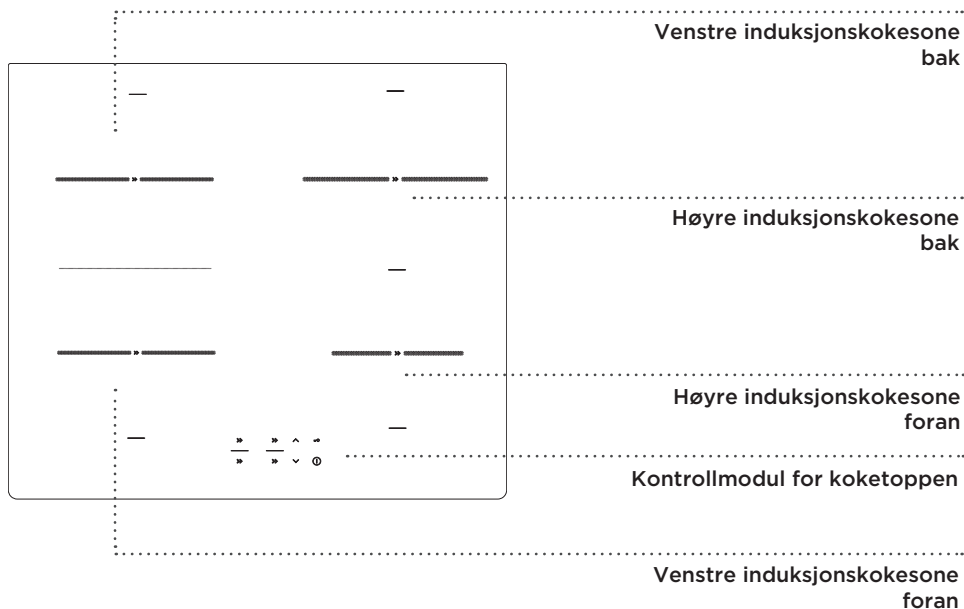 Venstre induksjonskokesone
bak
Høyre induksjonskokesone
bak
Høyre induksjonskokesone
foran
Kontrollmodul for koketoppen
Venstre induksjonskokesone
foran